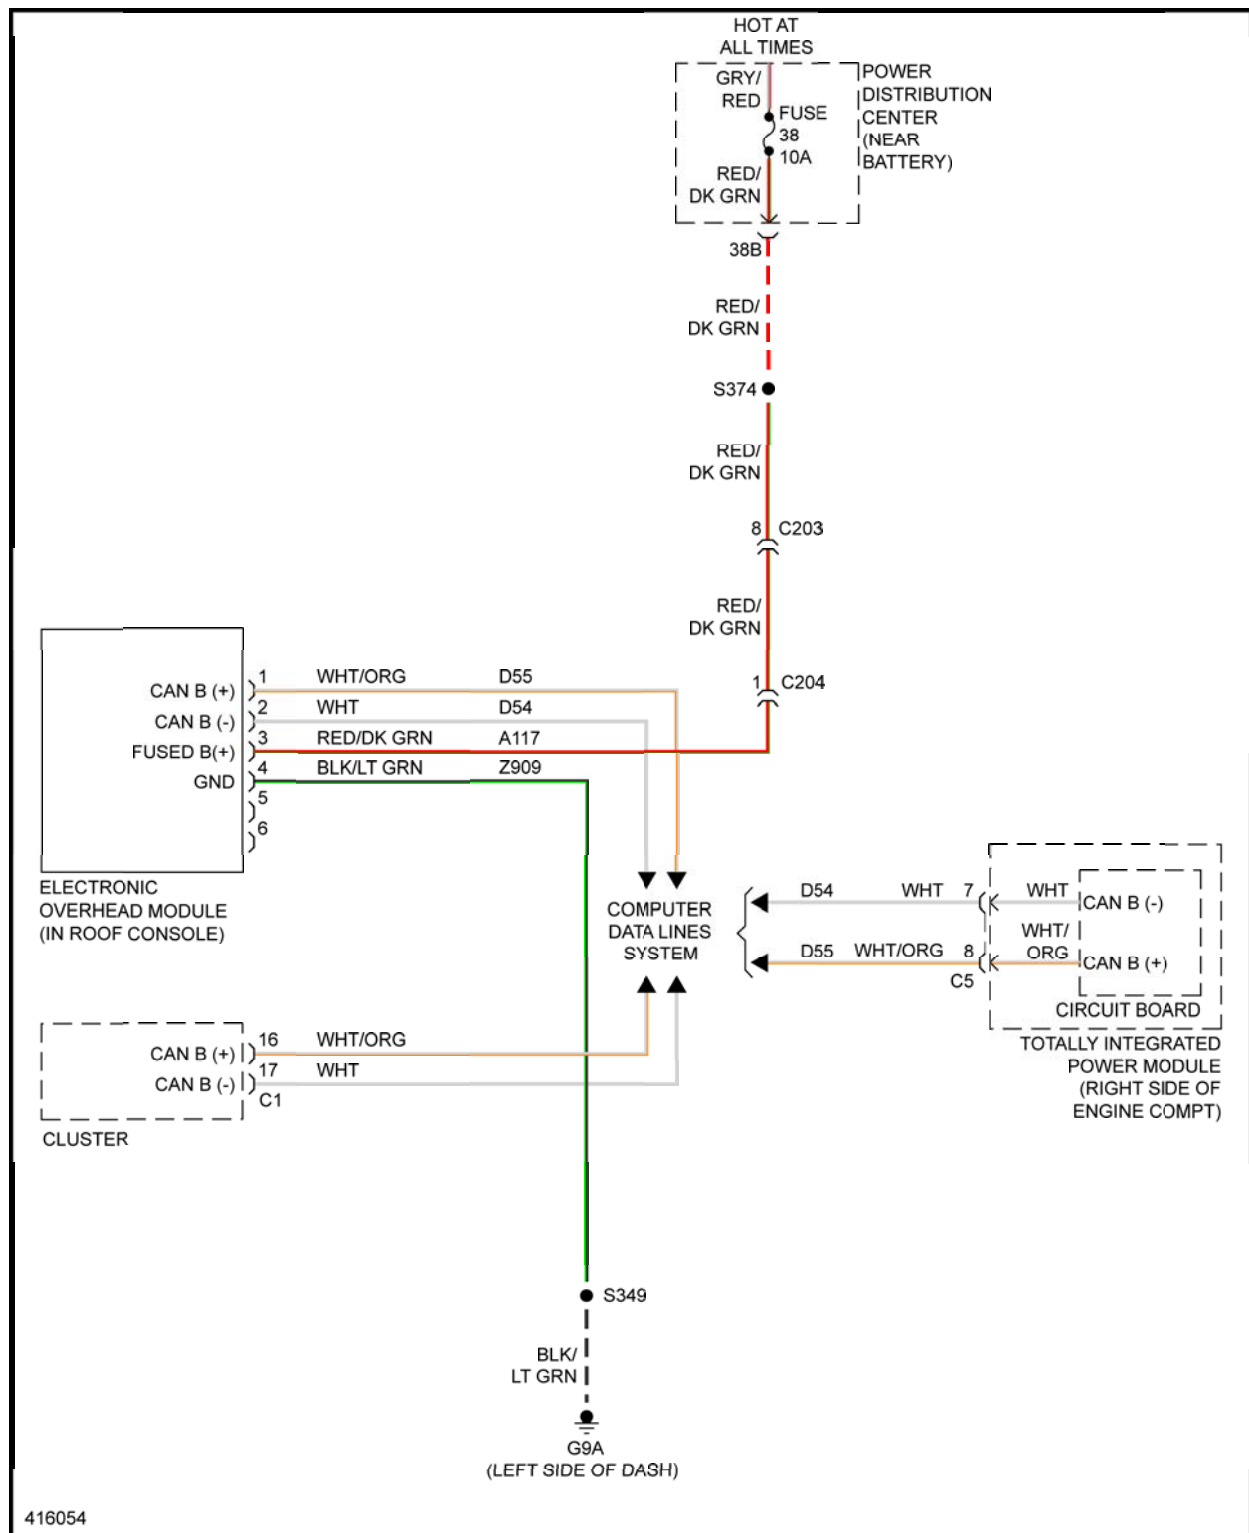 HOT AT
ALL TIMES
GRY/
RED
FUSE
38
10A
RED/
DK GRN
POWER
DISTRIBUTION
CENTER
(NEAR
BATTERY)
38B
RED/
DK GRN
S374
RED/
DK GRN
8 C203
RED/
DK GRN
1 C204
CAN B (+) 1 WHT/ORG D55
CAN B (-) 2 WHT D54
FUSED B(+) 3 RED/DK GRN A117
GND 4 BLK/LT GRN Z909
5
6
ELECTRONIC
OVERHEAD MODULE
(IN ROOF CONSOLE)
COMPUTER
DATA LINES
SYSTEM
D54 WHT 7 WHT CAN B (-)
D55 WHT/ORG 8 WHT/
ORG CAN B (+)
C5
CIRCUIT BOARD
TOTALLY INTEGRATED
POWER MODULE
(RIGHT SIDE OF
ENGINE COMPT)
CAN B (+) 16 WHT/ORG
CAN B (-) 17 WHT
C1
CLUSTER
S349
BLK/
LT GRN
G9A
(LEFT SIDE OF DASH)
416054